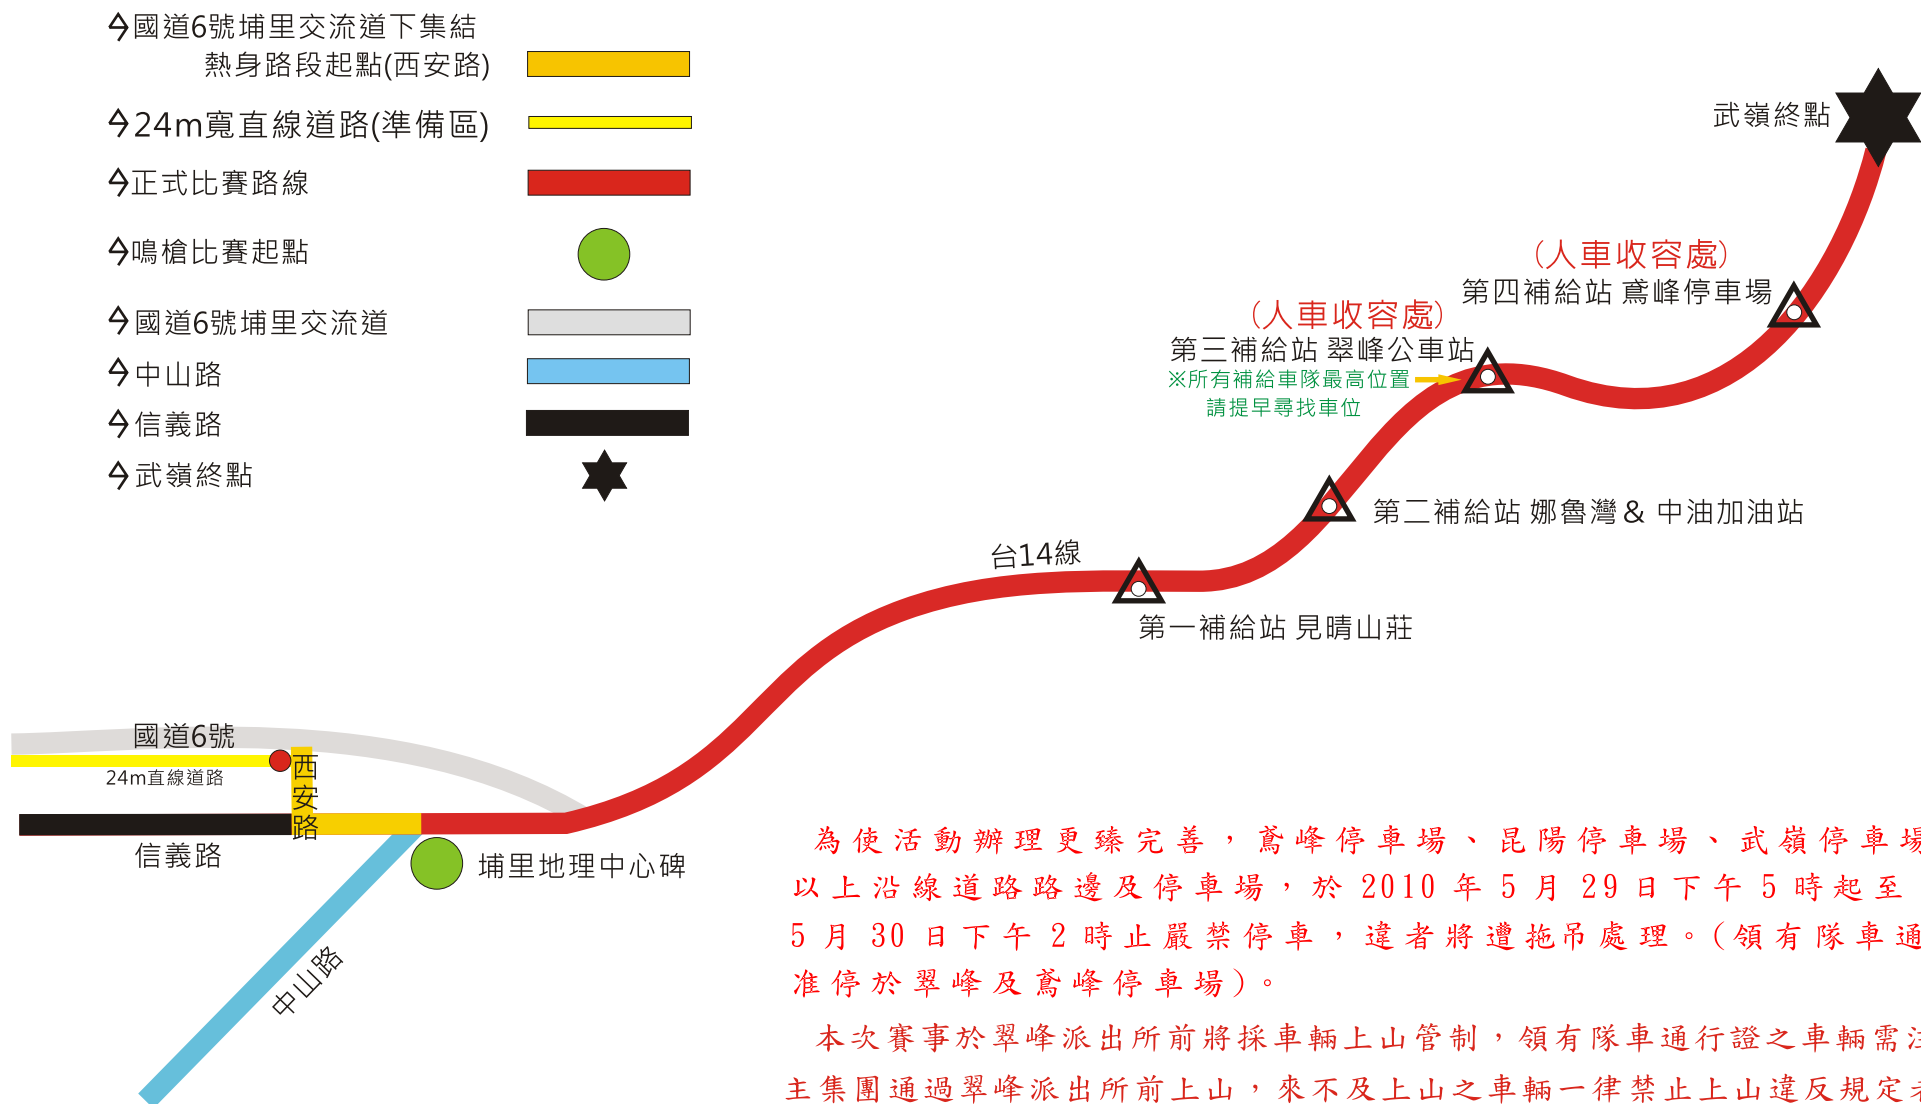 國道6號埔里交流道下集結
熱身路段起點(西安路)
24m寬直線道路(準備區)
正式比賽路線
鳴槍比賽起點
國道6號埔里交流道
中山路
信義路
武嶺終點
武嶺終點
(人車收容處)
第四補給站 鳶峰停車場
(人車收容處)
第三補給站 翠峰公車站
※所有補給車隊最高位置
請提早尋找車位
第二補給站 娜魯灣 & 中油加油站
台14線
第一補給站 見晴山莊
國道6號
24m直線道路
西安路
信義路
埔里地理中心碑
中山路
為使活動辦理更臻完善，鳶峰停車場、昆陽停車場、武嶺停車場
以上沿線道路路邊及停車場，於 2010 年 5 月 29 日下午 5 時起至
5 月 30 日下午 2 時止嚴禁停車，違者將遭拖吊處理。(領有隊車通
准停於翠峰及鳶峰停車場)。
本次賽事於翠峰派出所前將採車輛上山管制，領有隊車通行證之車輛需
主集團通過翠峰派出所前上山，來不及上山之車輛一律禁止上山違反規定